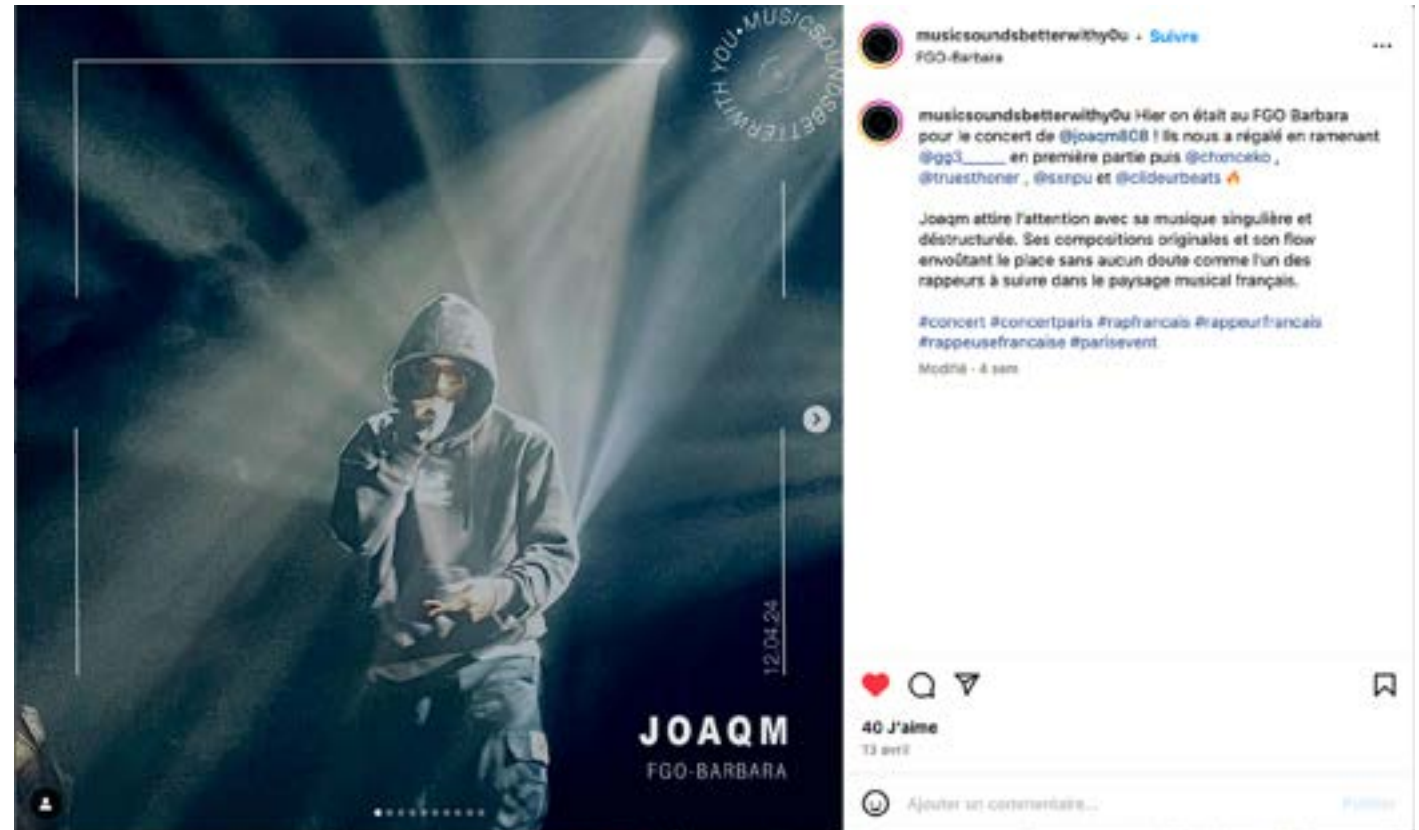 MUSICSOUNDSBETTERWITH YOU•
12.04.24
JOAQM
FGO-BARBARA
musicsoundsbetterwithy0u • Suivre
FGO-Barbara
musicsoundsbetterwithy0u Hier on était au FGO Barbara
pour le concert de @joaqm808 ! Ils nous a régalé en ramenant
@gg3_____ en première partie puis @chxnceko ,
@truesthoner , @sxnpu et @clideurbeats 🔥
Joaqm attire l'attention avec sa musique singulière et
déstructurée. Ses compositions originales et son flow
envoûtant le place sans aucun doute comme l'un des
rappeurs à suivre dans le paysage musical français.
#concert #concertparis #rapfrancais #rappeurfrancais
#rappeusefrancaise #parisevent
Modifié · 4 sem
40 J'aime
13 avril
Ajouter un commentaire...
Publier